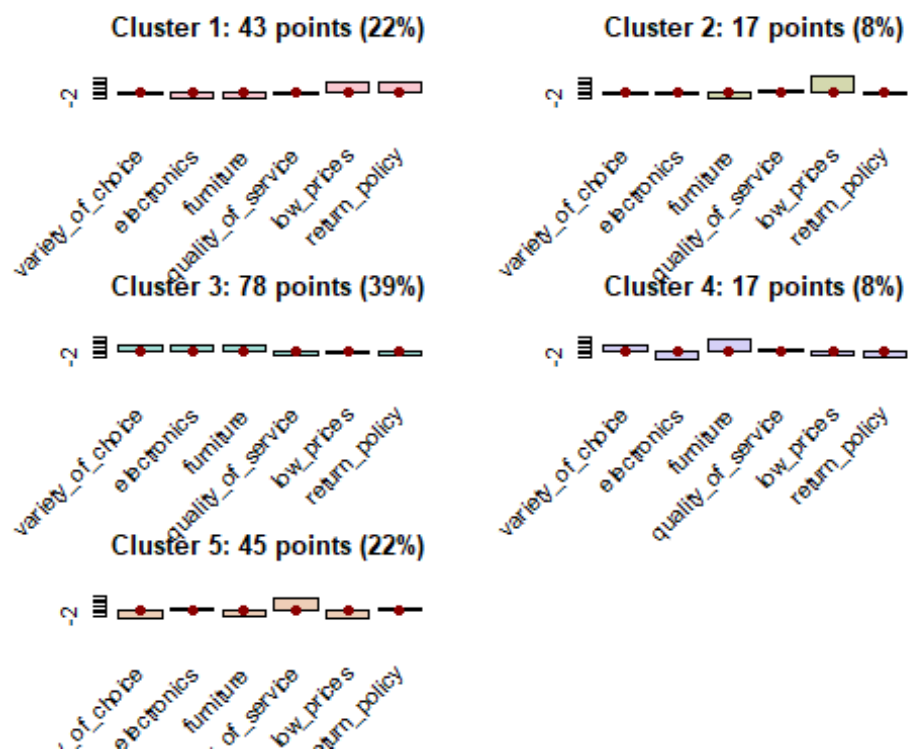 Cluster 1: 43 points (22%)
-2
variety_of_choice
electronics
furniture
quality_of_service
low_prices
return_policy
Cluster 2: 17 points (8%)
-2
variety_of_choice
electronics
furniture
quality_of_service
low_prices
return_policy
Cluster 3: 78 points (39%)
-2
variety_of_choice
electronics
furniture
quality_of_service
low_prices
return_policy
Cluster 4: 17 points (8%)
-2
variety_of_choice
electronics
furniture
quality_of_service
low_prices
return_policy
Cluster 5: 45 points (22%)
-2
y_of_choice
electronics
furniture
of_service
low_prices
return_policy